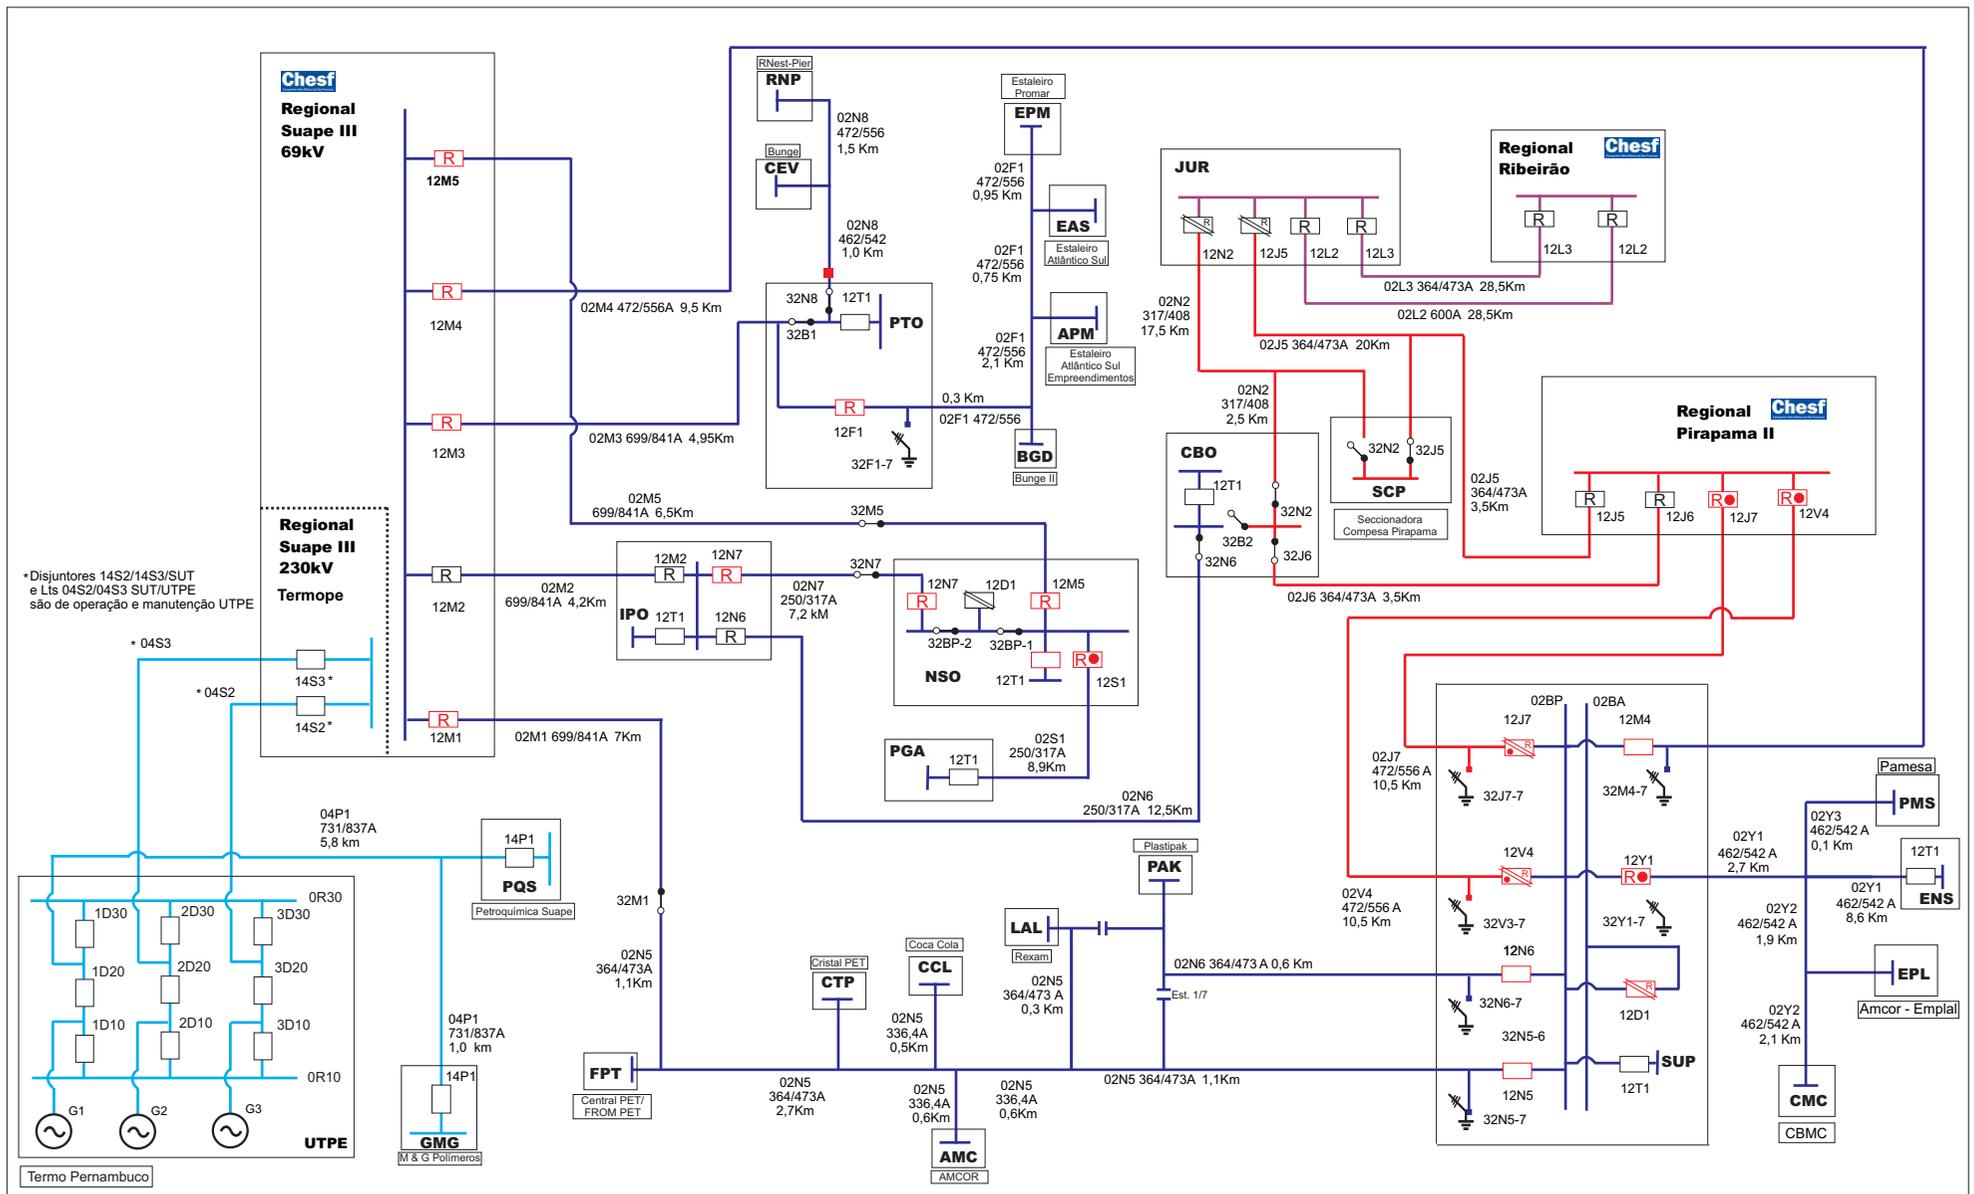 Chesf
Regional
Suape III
69kV
12M5
12M4
12M3
12M2
12M1
Regional
Suape III
230kV
Termope
*Disjuntores 14S2/14S3/SUT
e Lts 04S2/04S3 SUT/UTPE
são de operação e manutenção UTPE
* 04S3
* 04S2
14S3 *
14S2 *
R
R
R
R
R
02M4 472/556A 9,5 Km
02M3 699/841A 4,95Km
02M5
699/841A 6,5Km
32M5
02M2
699/841A 4,2Km
02M1 699/841A 7Km
RNest-Pier
RNP
Bunge
CEV
02N8
472/556
1,5 Km
02N8
462/542
1,0 Km
32N8
12T1
32B1
PTO
R
12F1
32F1-7
0,3 Km
02F1 472/556
Estaleiro
Promar
EPM
02F1
472/556
0,95 Km
EAS
Estaleiro
Atlântico Sul
02F1
472/556
0,75 Km
APM
Estaleiro
Atlântico Sul
Empreendimentos
02F1
472/556
2,1 Km
BGD
Bunge II
JUR
R
R
R
R
12N2
12J5
12L2
12L3
Regional
Ribeirão
Chesf
R
R
12L3
12L2
02L3 364/473A 28,5Km
02L2 600A 28,5Km
02N2
317/408
17,5 Km
02J5 364/473A 20Km
02N2
317/408
2,5 Km
CBO
12T1
32N2
32B2
32J6
32N6
32N2
32J5
SCP
Seccionadora
Compesa Pirapama
02J5
364/473A
3,5Km
Regional
Pirapama II
Chesf
R
R
R
R
12J5
12J6
12J7
12V4
02J6 364/473A 3,5Km
12M2
12N7
R
R
IPO
12T1
12N6
R
02N7
250/317A
7,2 kM
32N7
12N7
12D1
12M5
R
R
32BP-2
32BP-1
NSO
12T1
R
12S1
PGA
12T1
02S1
250/317A
8,9Km
02N6
250/317A 12,5Km
04P1
731/837A
5,8 km
14P1
PQS
Petroquímica Suape
0R30
1D30
2D30
3D30
1D20
2D20
3D20
1D10
2D10
3D10
0R10
G1
G2
G3
UTPE
Termo Pernambuco
04P1
731/837A
1,0 km
14P1
GMG
M & G Polímeros
32M1
02N5
364/473A
1,1Km
FPT
Central PET/
FROM PET
Cristal PET
CTP
02N5
364/473A
2,7Km
Coca Cola
CCL
02N5
336,4A
0,5Km
02N5
336,4A
0,6Km
AMC
AMCOR
02N5
336,4A
0,6Km
LAL
Rexam
02N5
364/473 A
0,3 Km
Plastipak
PAK
02N6 364/473 A 0,6 Km
Est. 1/7
02N5 364/473A 1,1Km
02BP
02BA
12J7
12M4
R
02J7
472/556 A
10,5 Km
32J7-7
32M4-7
12V4
12Y1
R
R
02V4
472/556 A
10,5 Km
32V3-7
32Y1-7
12N6
R
32N6-7
12D1
32N5-6
SUP
12N5
12T1
32N5-7
02Y1
462/542 A
2,7 Km
Pamesa
PMS
02Y3
462/542 A
0,1 Km
12T1
ENS
02Y1
462/542 A
8,6 Km
02Y2
462/542 A
1,9 Km
EPL
Amcor - Emplal
02Y2
462/542 A
2,1 Km
CMC
CBMC